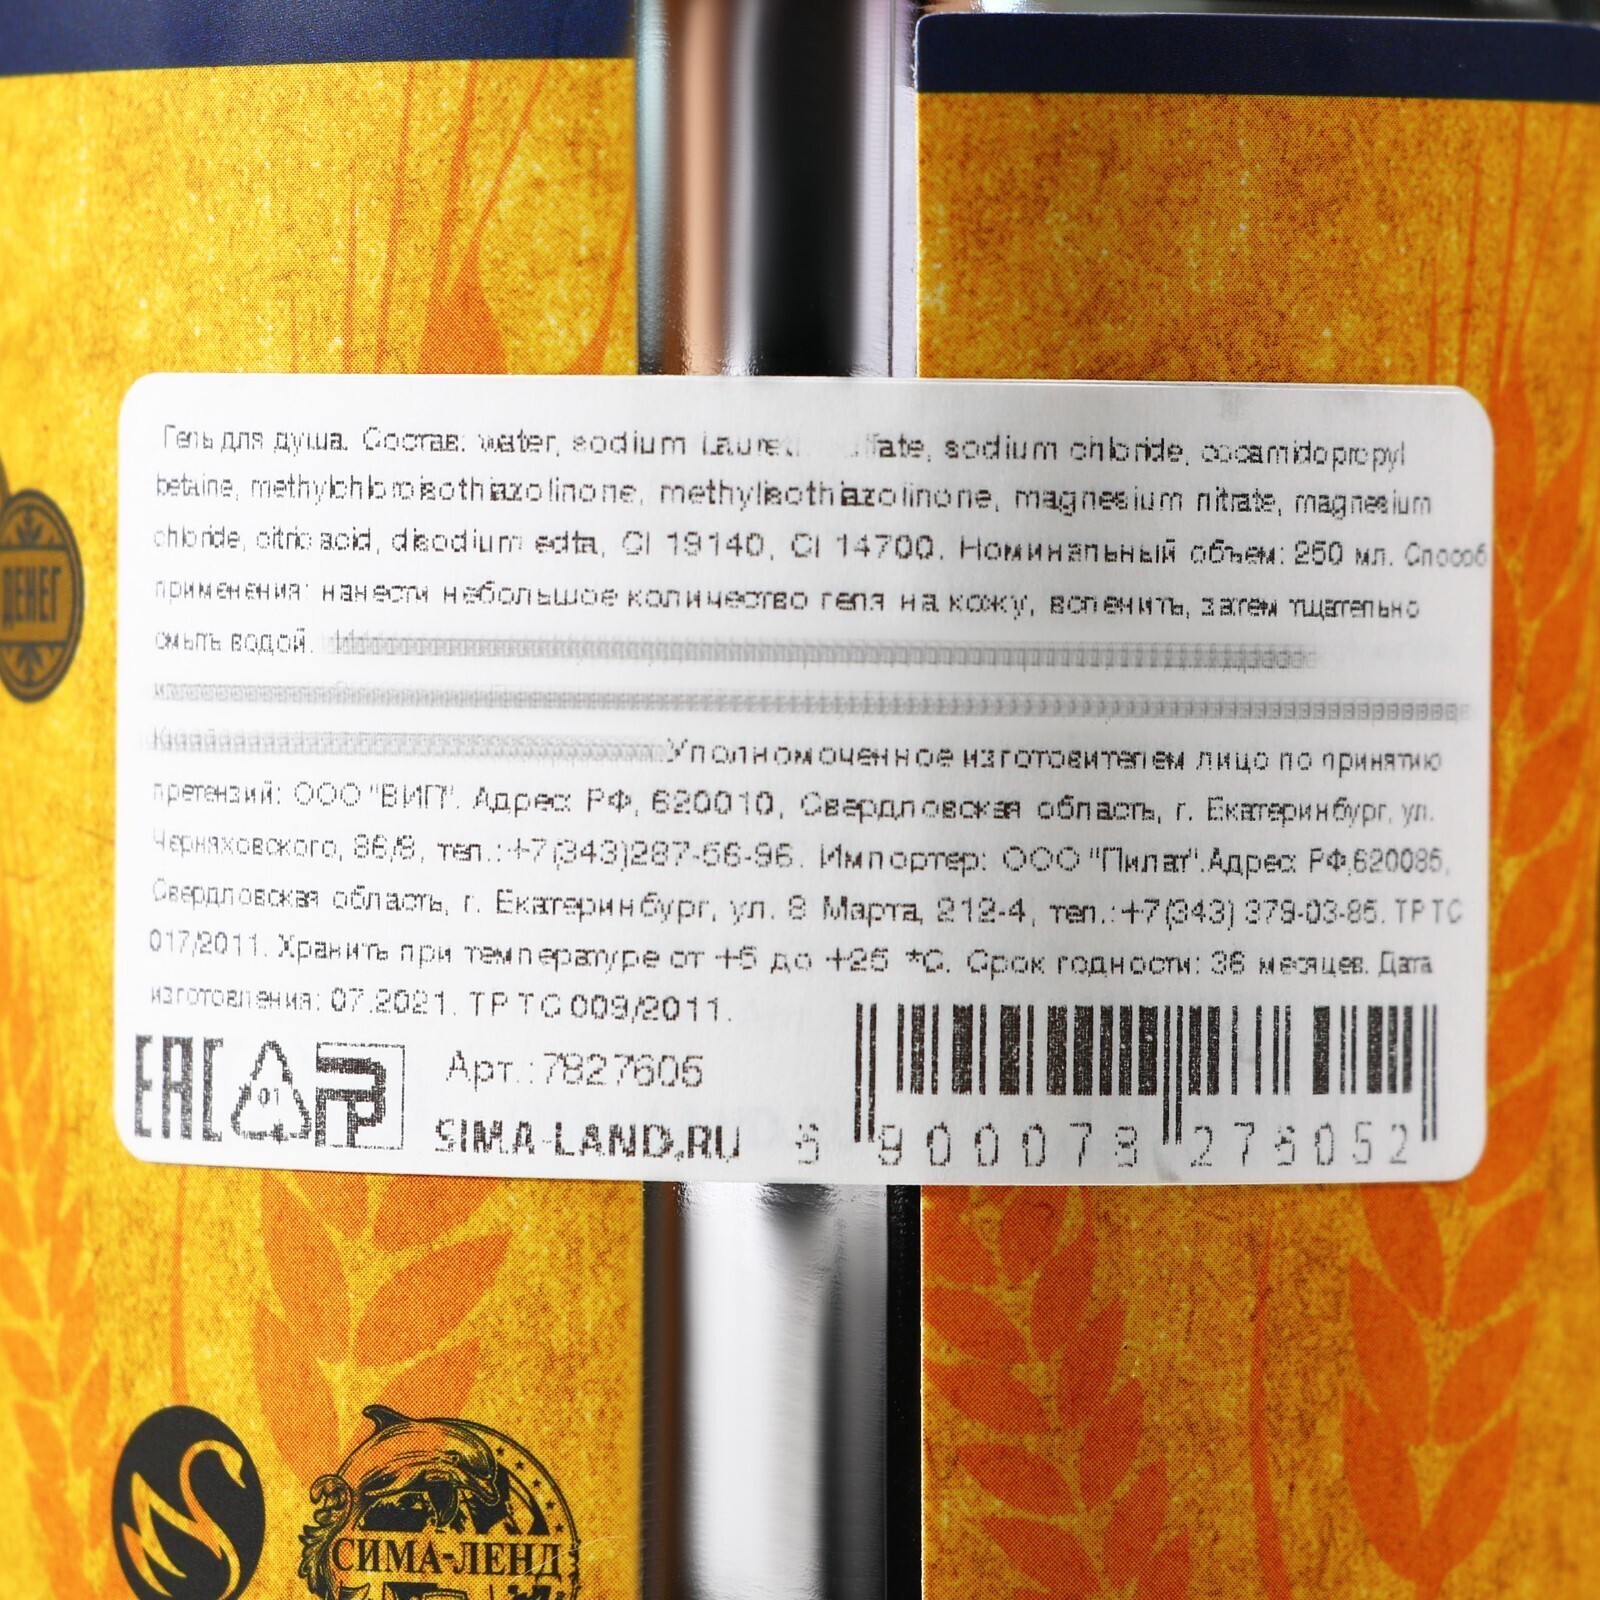 ДЕНЕГ
Гель для душа. Состав: water, sodium Lauret sulfate, sodium chloride, cocamidopropyl
betaine, methylchloroisothiazolinone, methylisothiazolinone, magnesium nitrate, magnesium
chloride, citric acid, disodium edta, CI 19140, CI 14700. Номинальный объем: 250 мл. Способ
применения: нанести небольшое количество геля на кожу, вспенить, затем тщательно
смыть водой.
Уполномоченное изготовителем лицо по принятию
претензий: ООО "ВИП". Адрес: РФ, 620010, Свердловская область, г. Екатеринбург, ул.
Черняховского, 86/8, тел.:+7(343)287-56-96. Импортер: ООО "Пилат".Адрес: РФ,620085,
Свердловская область, г. Екатеринбург, ул. 8 Марта, 212-4, тел.:+7(343) 379-03-85. ТР ТС
017/2011. Хранить при температуре от +5 до +25 *С. Срок годности: 36 месяцев. Дата
изготовления: 07.2021. ТР ТС 009/2011.
EAC 01 Арт.:7827605
SIMA-LAND.RU 6 900078 276052
СИМА-ЛЕНД